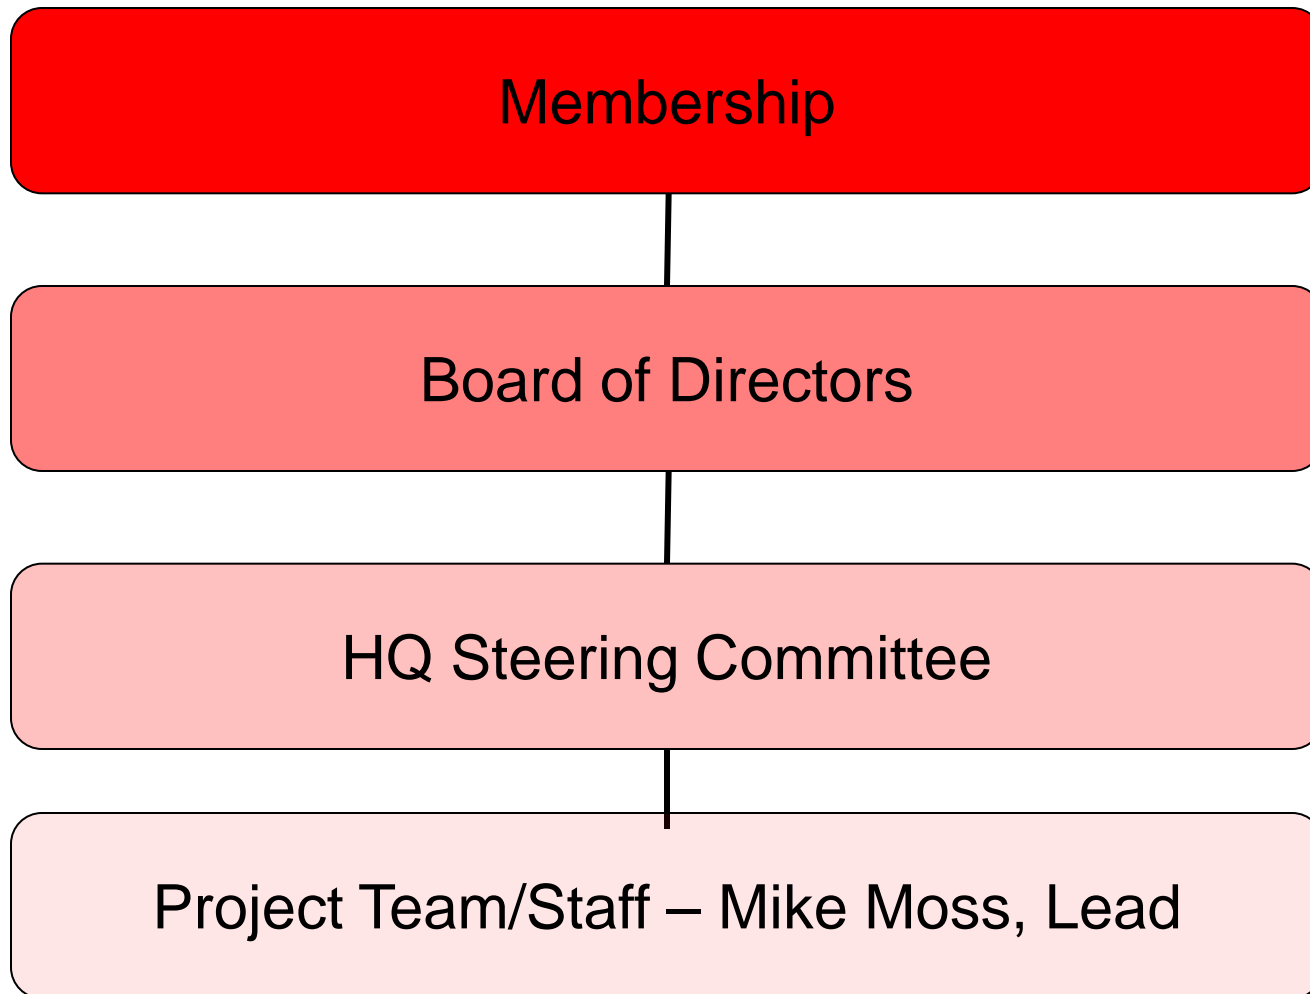 Membership
Board of Directors
HQ Steering Committee
Project Team/Staff – Mike Moss, Lead